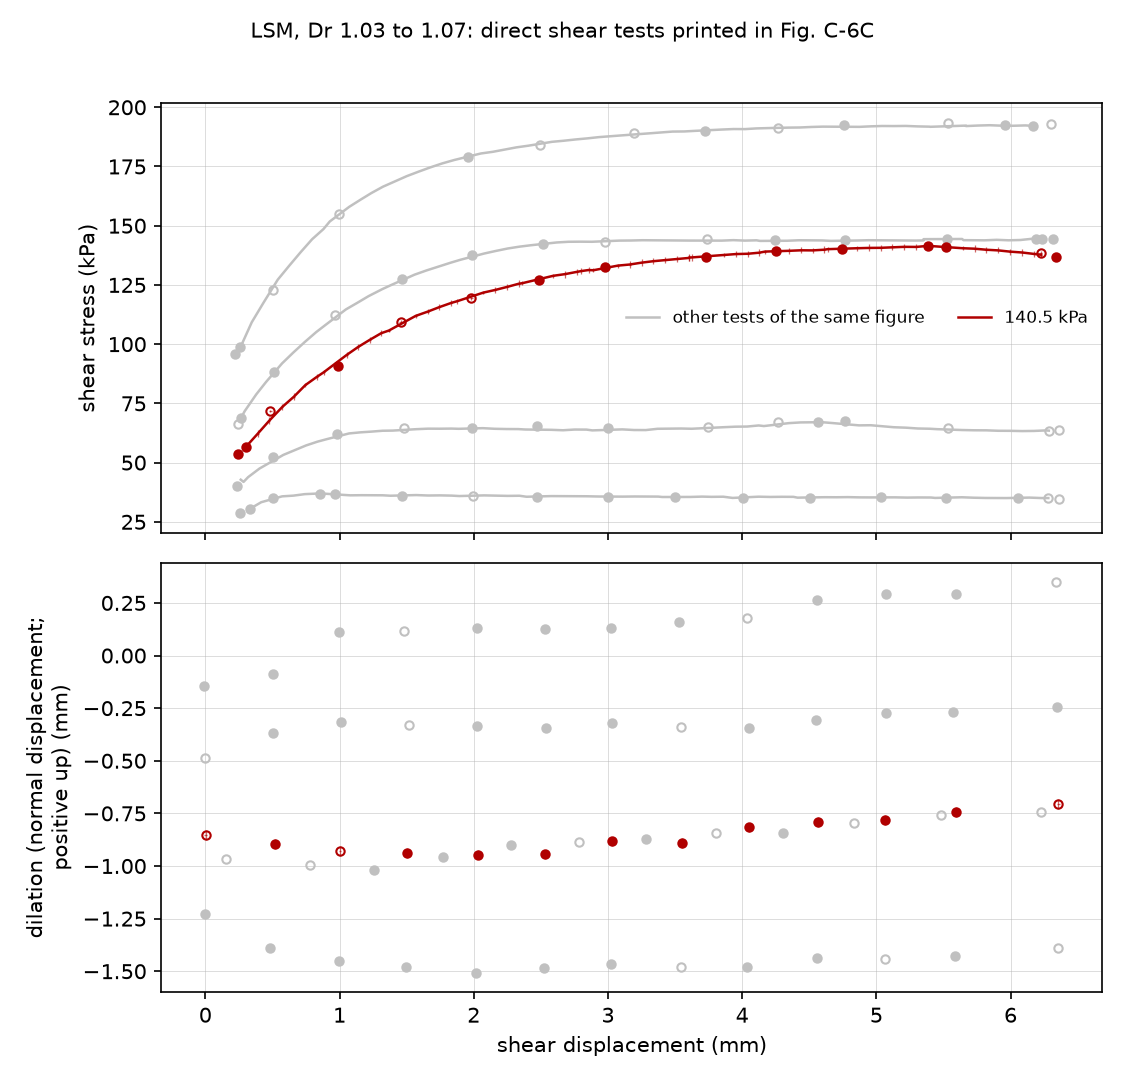 LSM, Dr 1.03 to 1.07: direct shear tests printed in Fig. C-6C
200
175
150
125
100
75
50
25
shear stress (kPa)
other tests of the same figure
140.5 kPa
0.25
0.00
−0.25
−0.50
−0.75
−1.00
−1.25
−1.50
dilation (normal displacement;
positive up) (mm)
0 1 2 3 4 5 6
shear displacement (mm)